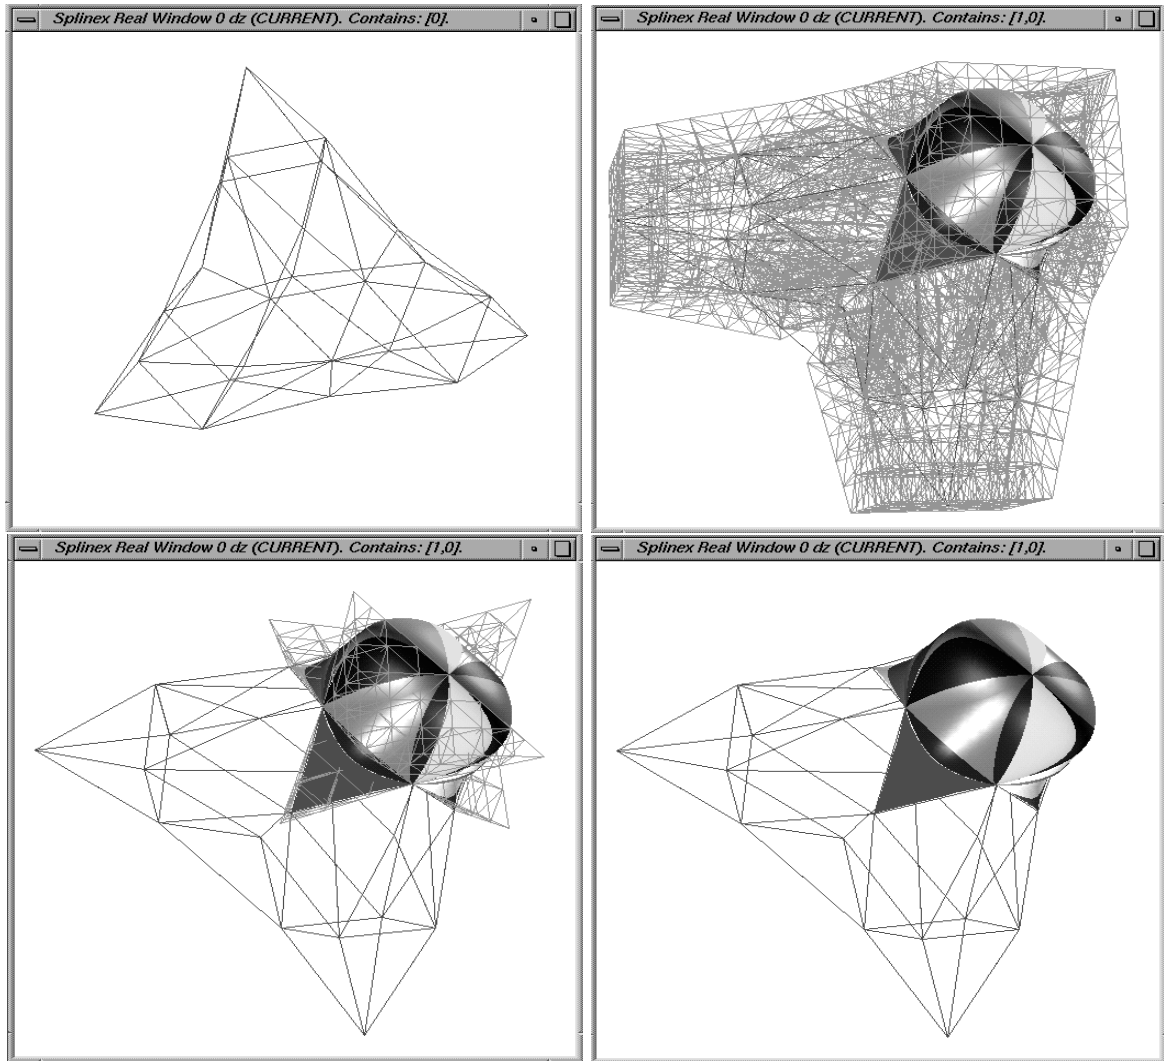 Splinex Real Window 0 dz (CURRENT). Contains: [0].
Splinex Real Window 0 dz (CURRENT). Contains: [1,0].
Splinex Real Window 0 dz (CURRENT). Contains: [1,0].
Splinex Real Window 0 dz (CURRENT). Contains: [1,0].